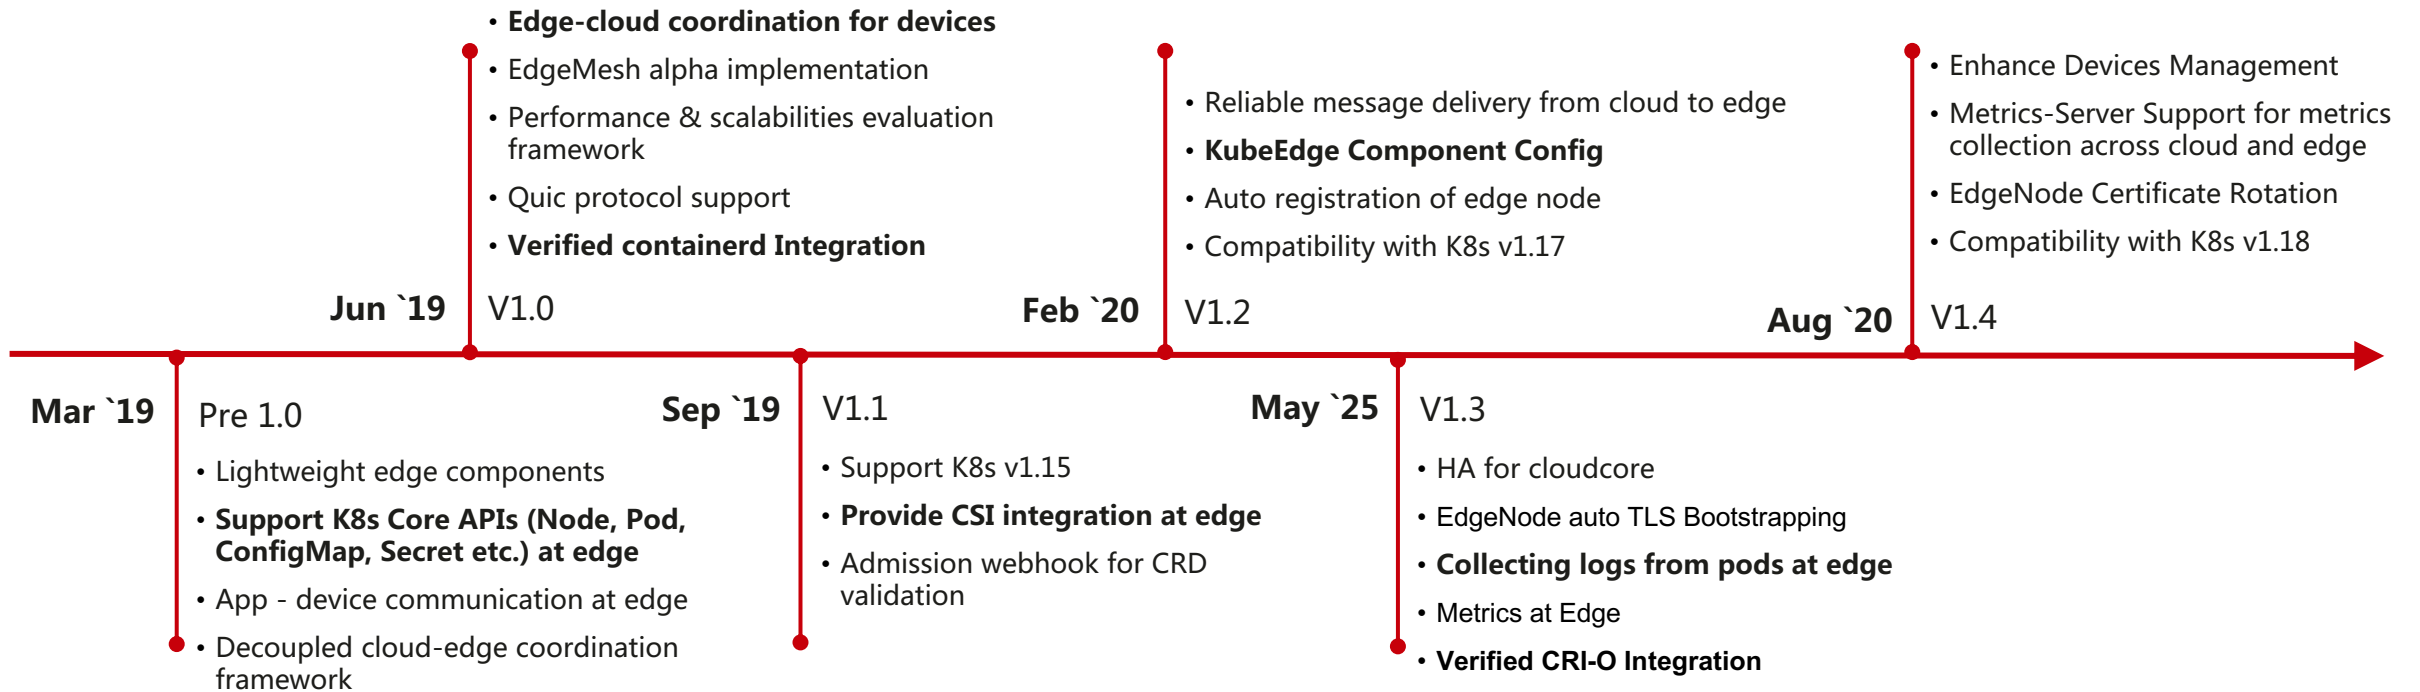 • Edge-cloud coordination for devices
• EdgeMesh alpha implementation
• Performance & scalabilities evaluation
framework
• Quic protocol support
• Verified containerd Integration
Jun `19 V1.0
• Reliable message delivery from cloud to edge
• KubeEdge Component Config
• Auto registration of edge node
• Compatibility with K8s v1.17
Feb `20 V1.2
• Enhance Devices Management
• Metrics-Server Support for metrics
collection across cloud and edge
• EdgeNode Certificate Rotation
• Compatibility with K8s v1.18
Aug `20 V1.4
Mar `19 Pre 1.0
• Lightweight edge components
• Support K8s Core APIs (Node, Pod,
ConfigMap, Secret etc.) at edge
• App - device communication at edge
• Decoupled cloud-edge coordination
framework
Sep `19 V1.1
• Support K8s v1.15
• Provide CSI integration at edge
• Admission webhook for CRD
validation
May `25 V1.3
• HA for cloudcore
• EdgeNode auto TLS Bootstrapping
• Collecting logs from pods at edge
• Metrics at Edge
• Verified CRI-O Integration